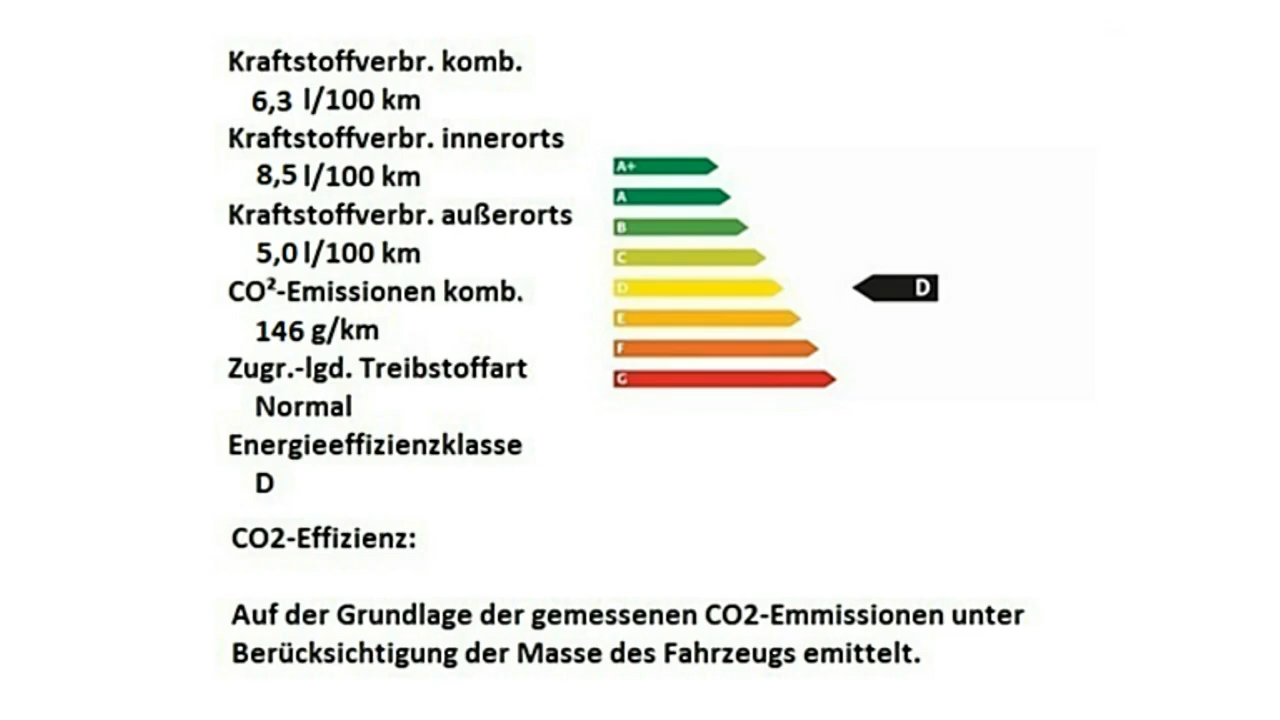 Kraftstoffverbr. komb.
6,3 l/100 km
Kraftstoffverbr. innerorts
8,5 l/100 km
Kraftstoffverbr. außerorts
5,0 l/100 km
CO²-Emissionen komb.
146 g/km
Zugr.-lgd. Treibstoffart
Normal
Energieeffizienzklasse
D
A+
A
B
C
D
D
E
F
G
CO2-Effizienz:
Auf der Grundlage der gemessenen CO2-Emmissionen unter
Berücksichtigung der Masse des Fahrzeugs emittelt.